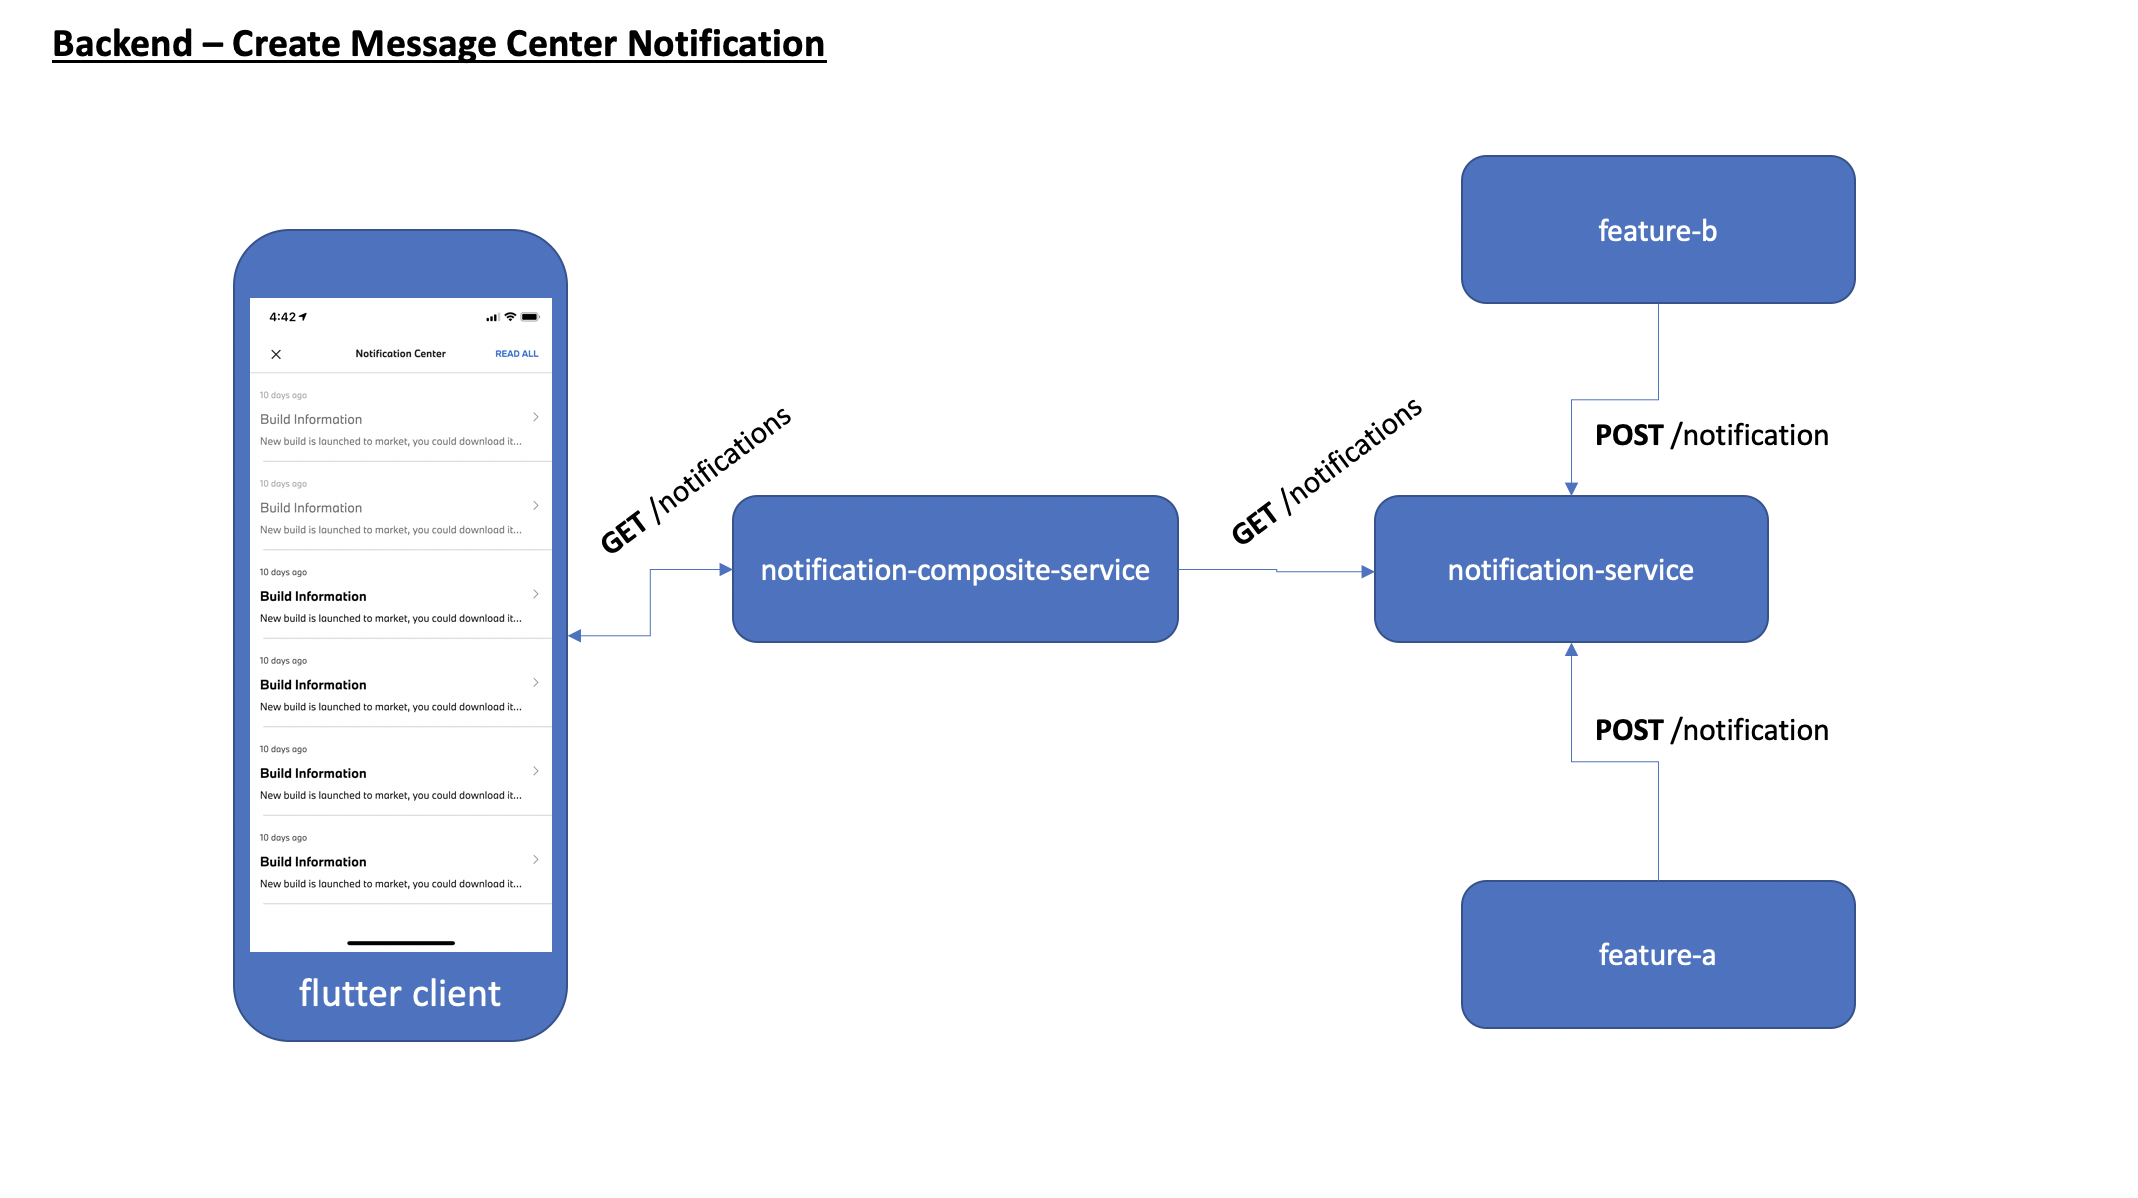 Backend – Create Message Center Notification
4:42
Notification Center
READ ALL
10 days ago
Build Information
New build is launched to market, you could download it...
10 days ago
Build Information
New build is launched to market, you could download it...
10 days ago
Build Information
New build is launched to market, you could download it...
10 days ago
Build Information
New build is launched to market, you could download it...
10 days ago
Build Information
New build is launched to market, you could download it...
10 days ago
Build Information
New build is launched to market, you could download it...
flutter client
GET /notifications
notification-composite-service
GET /notifications
feature-b
POST /notification
notification-service
POST /notification
feature-a